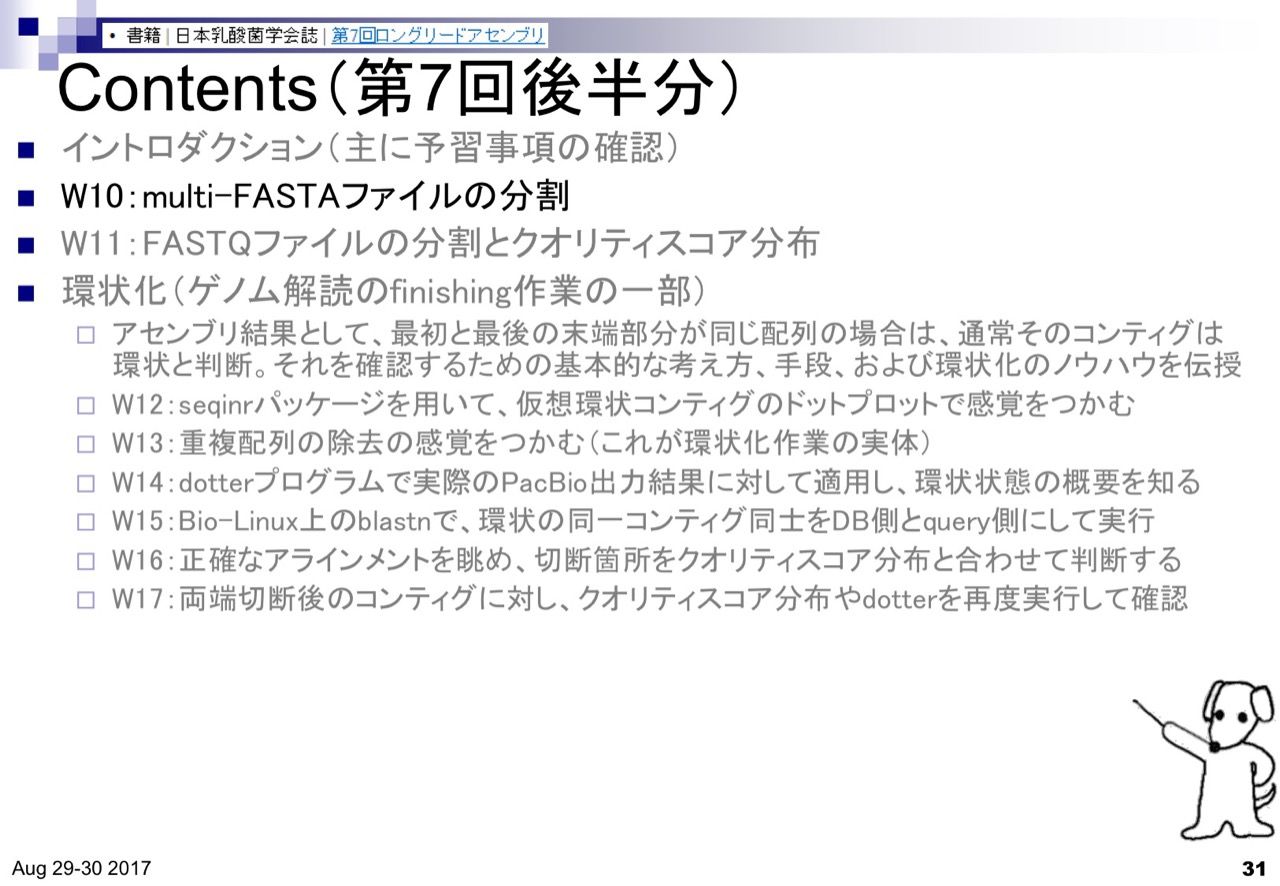 • 書籍 | 日本乳酸菌学会誌 | 第7回ロングリードアセンブリ
Contents（第7回後半分）
イントロダクション（主に予習事項の確認）
W10：multi-FASTAファイルの分割
W11：FASTQファイルの分割とクオリティスコア分布
環状化（ゲノム解読のfinishing作業の一部）
アセンブリ結果として、最初と最後の末端部分が同じ配列の場合は、通常そのコンティグは
環状と判断。それを確認するための基本的な考え方、手段、および環状化のノウハウを伝授
W12：seqinrパッケージを用いて、仮想環状コンティグのドットプロットで感覚をつかむ
W13：重複配列の除去の感覚をつかむ（これが環状化作業の実体）
W14：dotterプログラムで実際のPacBio出力結果に対して適用し、環状状態の概要を知る
W15：Bio-Linux上のblastnで、環状の同一コンティグ同士をDB側とquery側にして実行
W16：正確なアラインメントを眺め、切断箇所をクオリティスコア分布と合わせて判断する
W17：両端切断後のコンティグに対し、クオリティスコア分布やdotterを再度実行して確認
Aug 29-30 2017
31